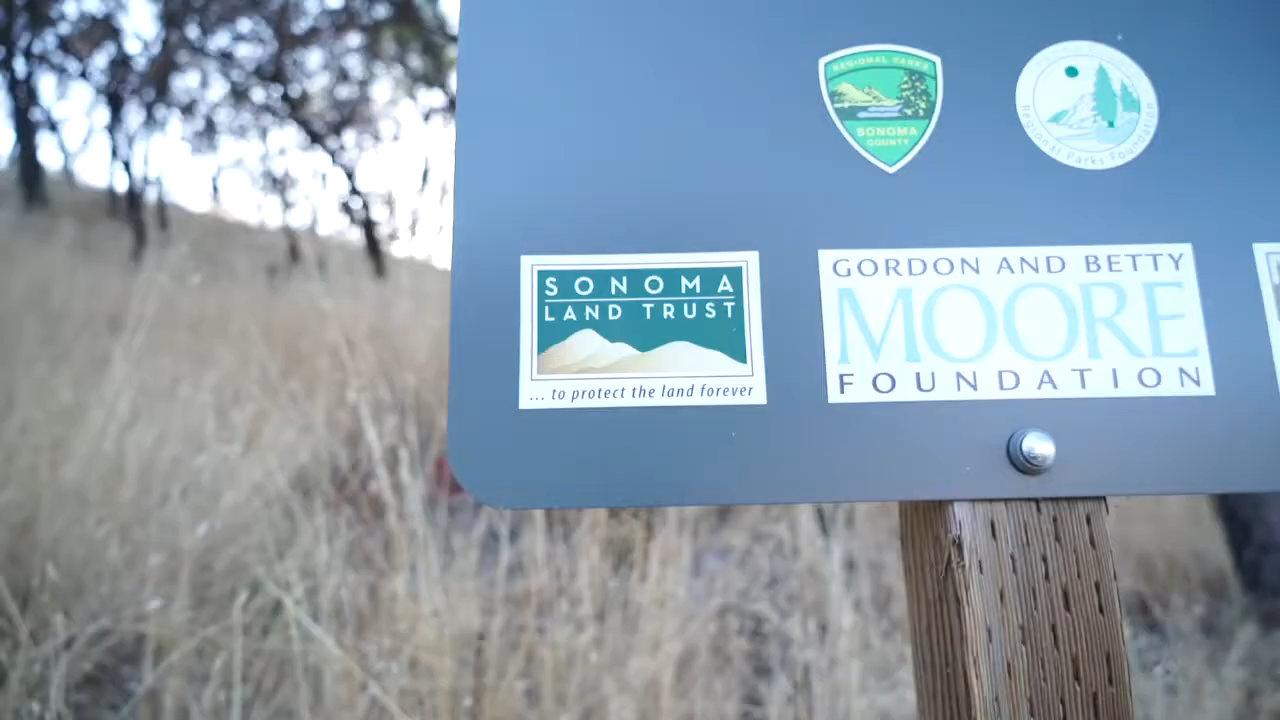 REGIONAL PARKS
SONOMA
COUNTY
Regional Parks Foundation
SONOMA
LAND TRUST
... to protect the land forever
GORDON AND BETTY
MOORE
FOUNDATION